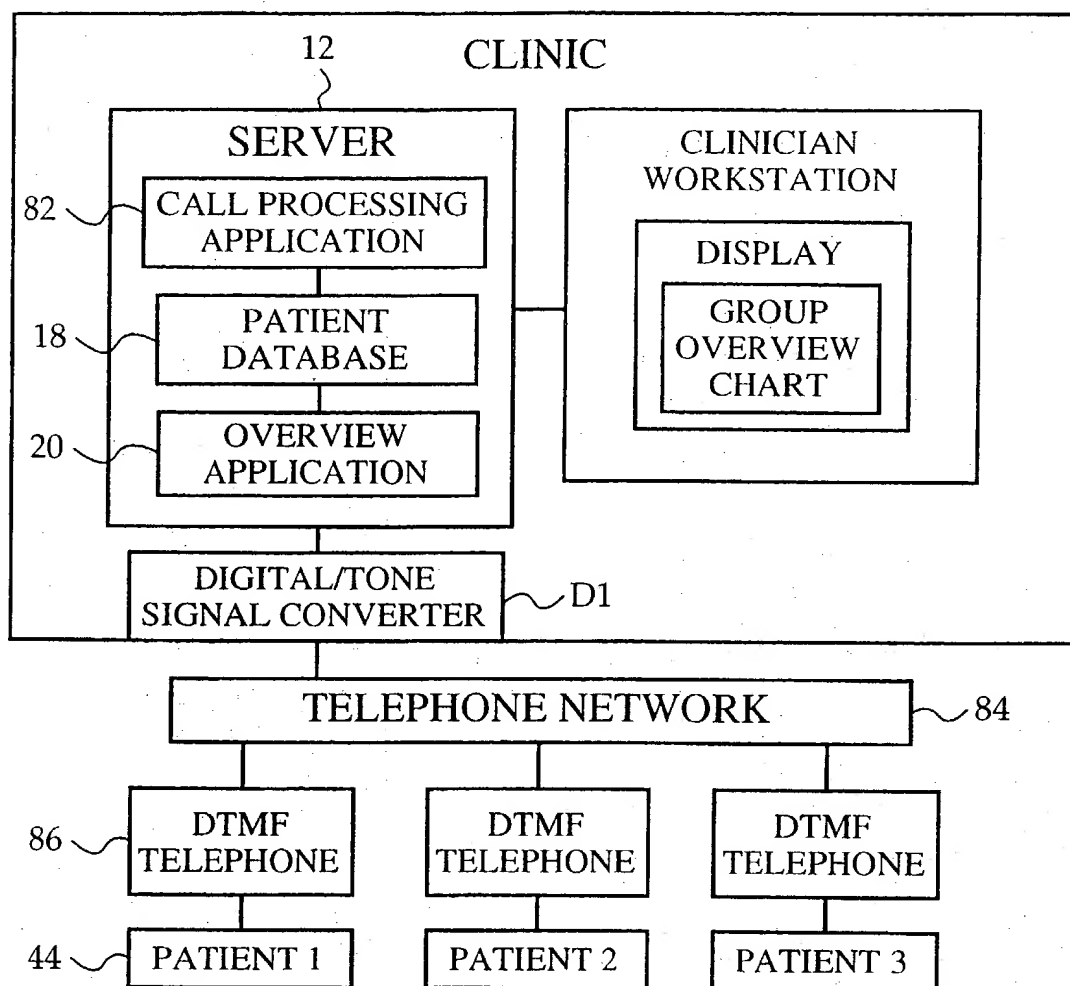 CLINIC
12
SERVER
82
CALL PROCESSING
APPLICATION
18
PATIENT
DATABASE
20
OVERVIEW
APPLICATION
CLINICIAN
WORKSTATION
DISPLAY
GROUP
OVERVIEW
CHART
DIGITAL/TONE
SIGNAL CONVERTER
D1
TELEPHONE NETWORK
84
86
DTMF
TELEPHONE
DTMF
TELEPHONE
DTMF
TELEPHONE
44
PATIENT 1
PATIENT 2
PATIENT 3